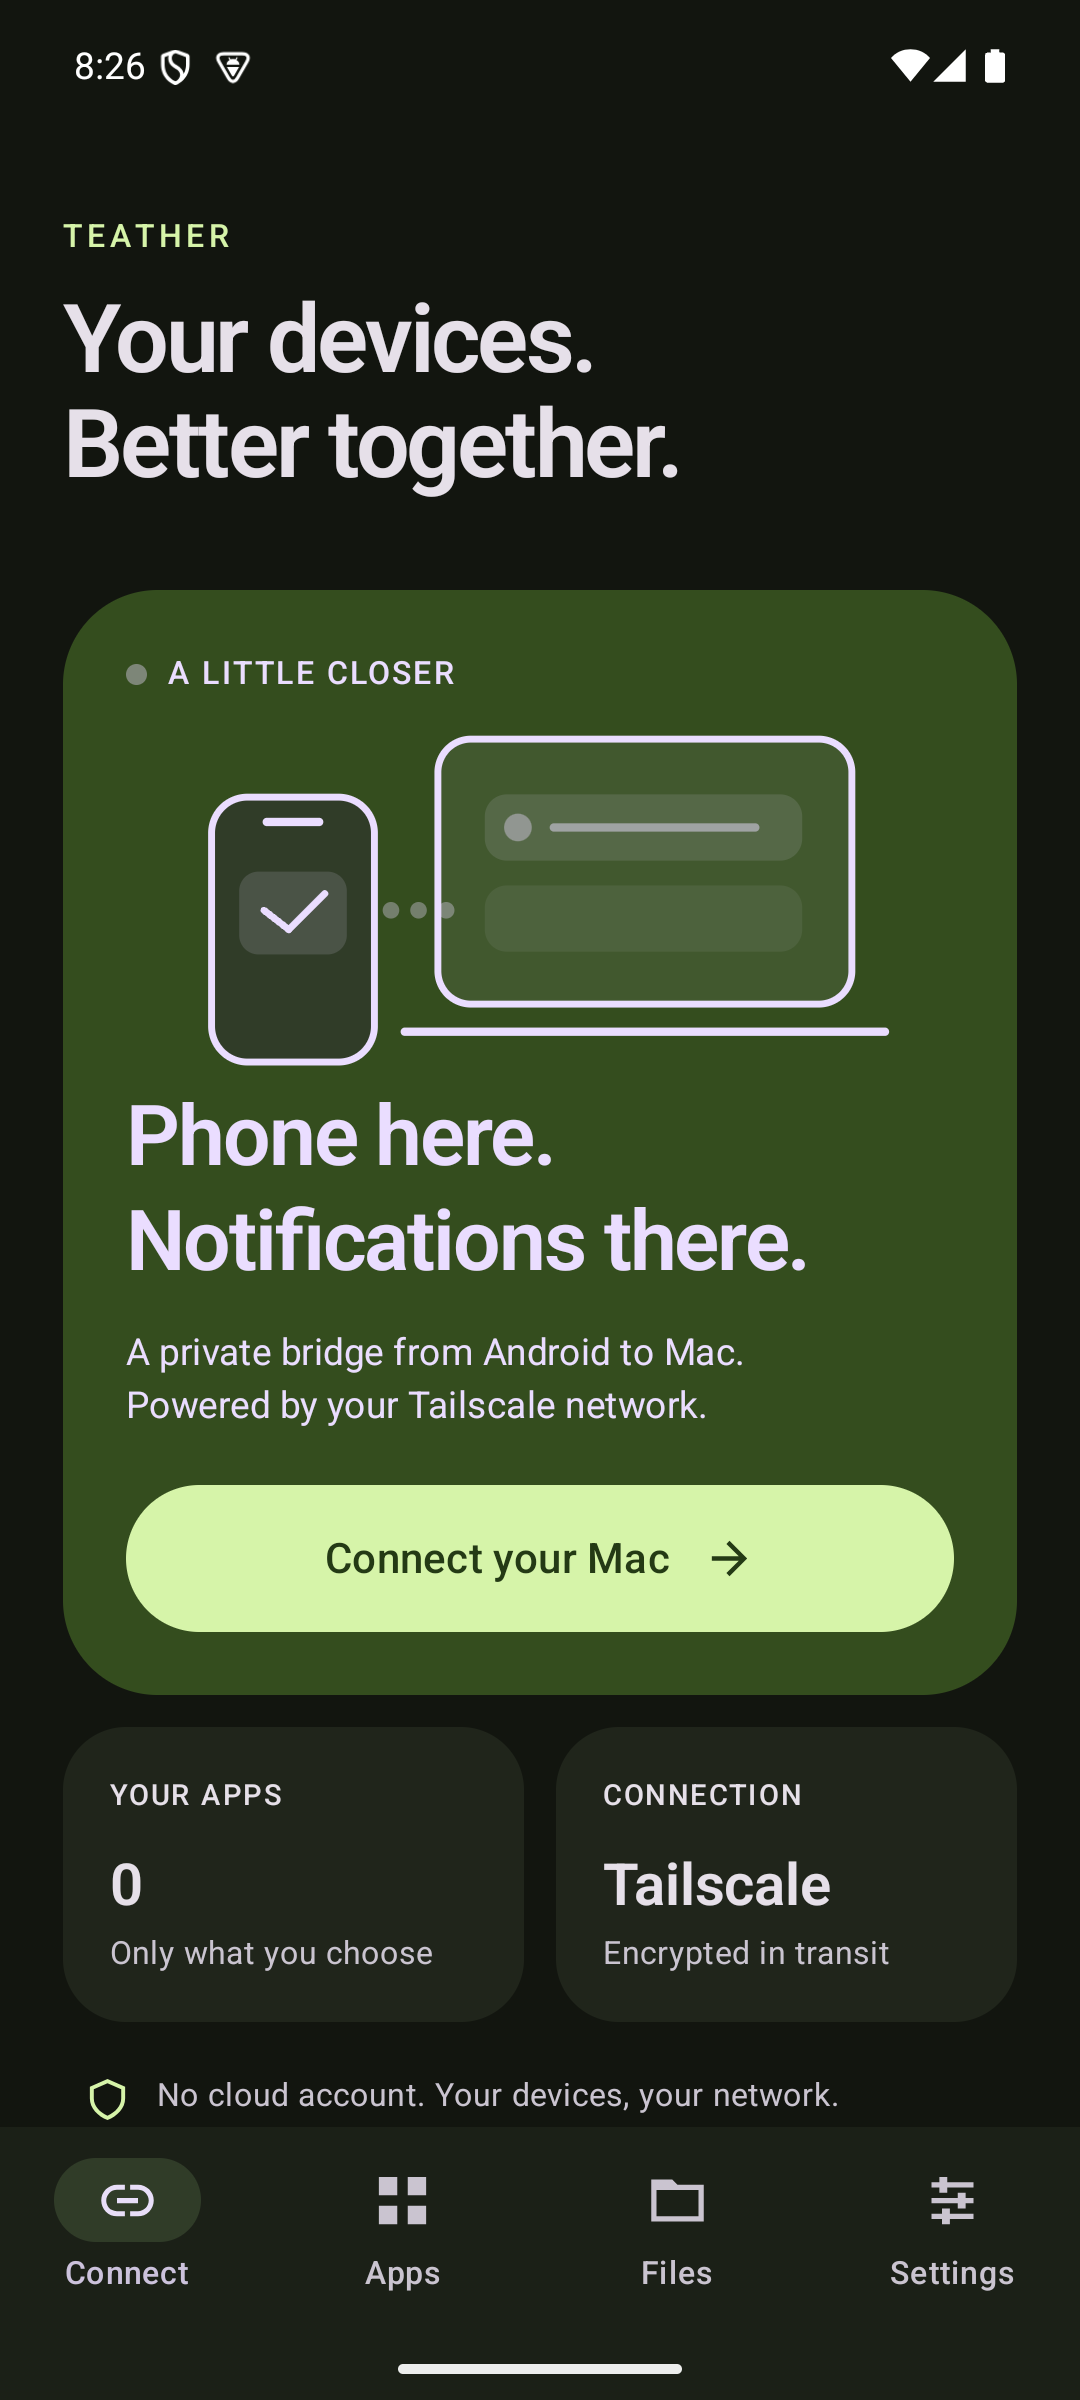 8:26
TEATHER
Your devices.
Better together.
A LITTLE CLOSER
Phone here.
Notifications there.
A private bridge from Android to Mac.
Powered by your Tailscale network.
Connect your Mac
YOUR APPS
0
Only what you choose
CONNECTION
Tailscale
Encrypted in transit
No cloud account. Your devices, your network.
Connect
Apps
Files
Settings